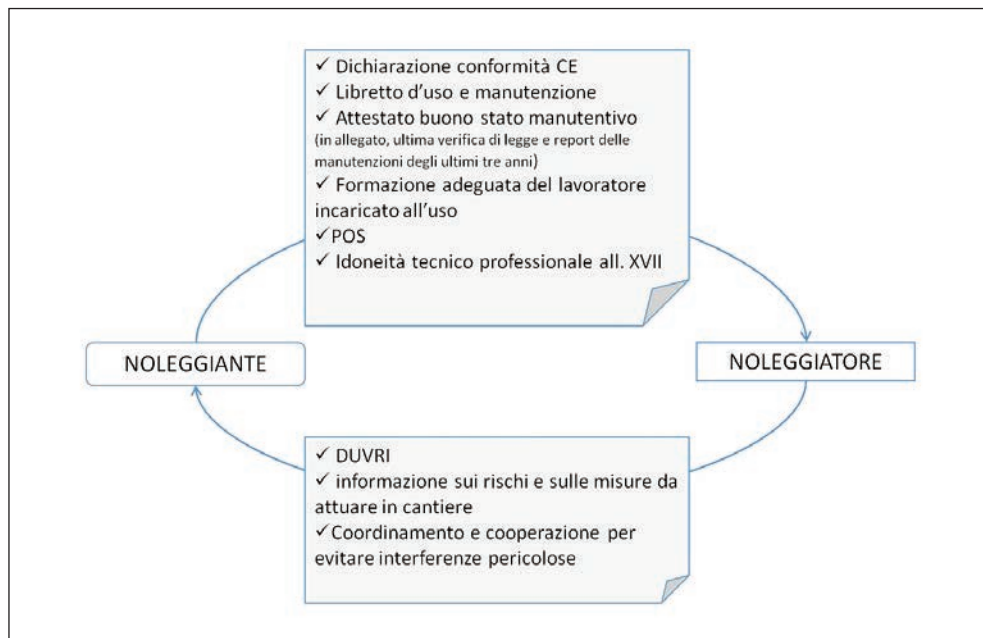 ✓ Dichiarazione conformità CE
✓ Libretto d'uso e manutenzione
✓ Attestato buono stato manutentivo
(in allegato, ultima verifica di legge e report delle
manutenzioni degli ultimi tre anni)
✓ Formazione adeguata del lavoratore
incaricato all'uso
✓POS
✓ Idoneità tecnico professionale all. XVII
NOLEGGIANTE
NOLEGGIATORE
✓ DUVRI
✓ informazione sui rischi e sulle misure da
attuare in cantiere
✓Coordinamento e cooperazione per
evitare interferenze pericolose